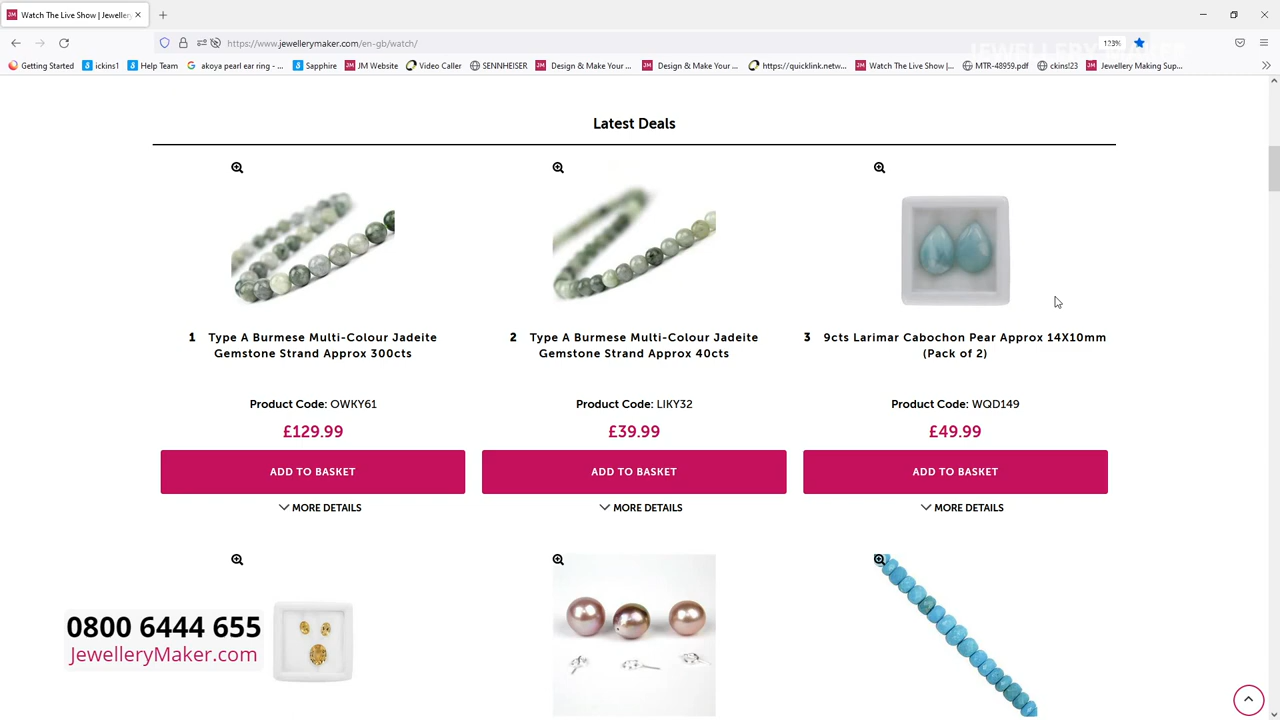 JM Watch The Live Show | Jeweller
https://www.jewellerymaker.com/en-gb/watch/
123%
Getting Started
ickins1
Help Team
akoya pearl ear ring - ...
Sapphire
JM Website
Video Caller
SENNHEISER
Design & Make Your ...
Design & Make Your ...
https://quicklink.netw...
Watch The Live Show |...
MTR-48959.pdf
ckins!23
Jewellery Making Sup...
Latest Deals
1 Type A Burmese Multi-Colour Jadeite
Gemstone Strand Approx 300cts
Product Code: OWKY61
£129.99
ADD TO BASKET
MORE DETAILS
2 Type A Burmese Multi-Colour Jadeite
Gemstone Strand Approx 40cts
Product Code: LIKY32
£39.99
ADD TO BASKET
MORE DETAILS
3 9cts Larimar Cabochon Pear Approx 14X10mm
(Pack of 2)
Product Code: WQD149
£49.99
ADD TO BASKET
MORE DETAILS
0800 6444 655
JewelleryMaker.com